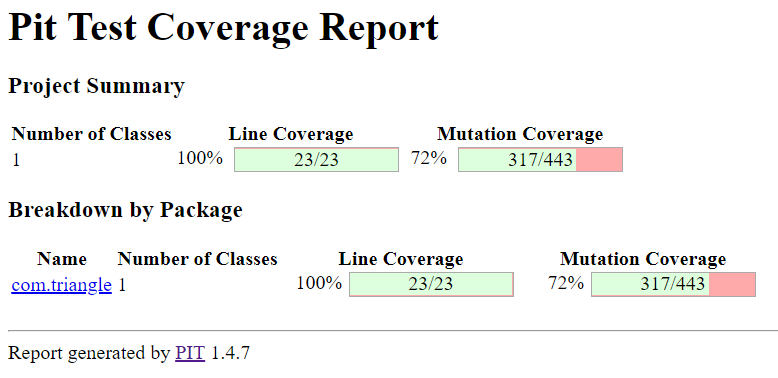 Pit Test Coverage Report
Project Summary
Number of Classes Line Coverage Mutation Coverage
1 100% 23/23 72% 317/443
Breakdown by Package
Name Number of Classes Line Coverage Mutation Coverage
com.triangle 1 100% 23/23 72% 317/443
Report generated by PIT 1.4.7